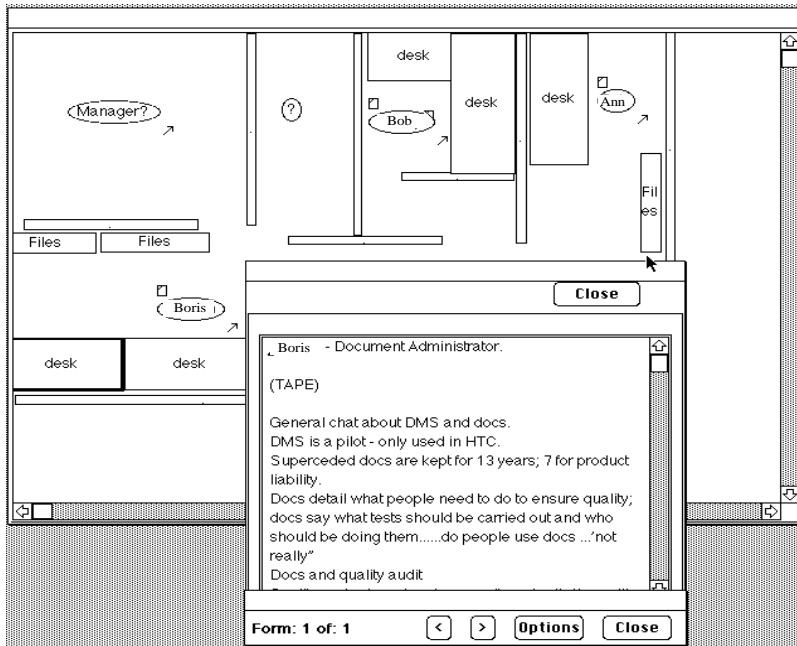 desk
desk
desk
Manager?
?
Bob
Ann
Fil
es
Files
Files
Boris
desk
desk
Close
Boris - Document Administrator.
(TAPE)
General chat about DMS and docs.
DMS is a pilot - only used in HTC.
Superceded docs are kept for 13 years; 7 for product
liability.
Docs detail what people need to do to ensure quality;
docs say what tests should be carried out and who
should be doing them......do people use docs ...'not
really"
Docs and quality audit
Form: 1 of: 1
<
>
Options
Close